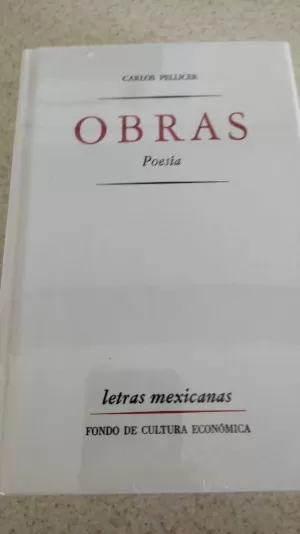 CARLOS PELLICER
OBRAS
Poesía
letras mexicanas
FONDO DE CULTURA ECONÓMICA